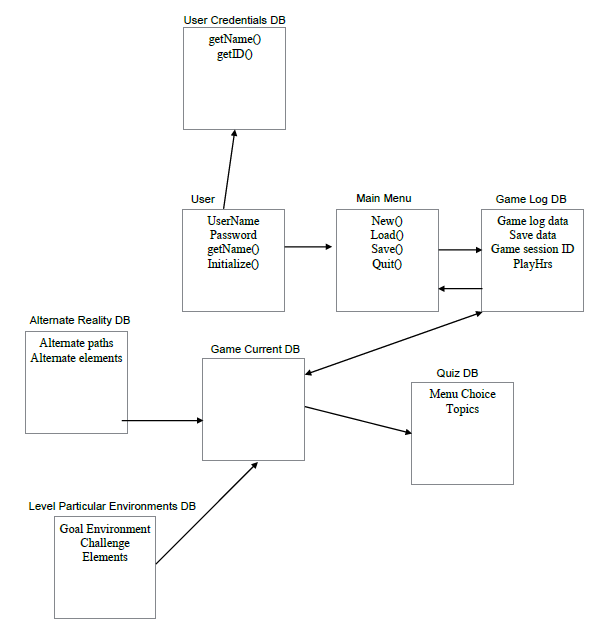 User Credentials DB
getName()
getID()
User
UserName
Password
getName()
Initialize()
Main Menu
New()
Load()
Save()
Quit()
Game Log DB
Game log data
Save data
Game session ID
PlayHrs
Alternate Reality DB
Alternate paths
Alternate elements
Game Current DB
Quiz DB
Menu Choice
Topics
Level Particular Environments DB
Goal Environment
Challenge
Elements